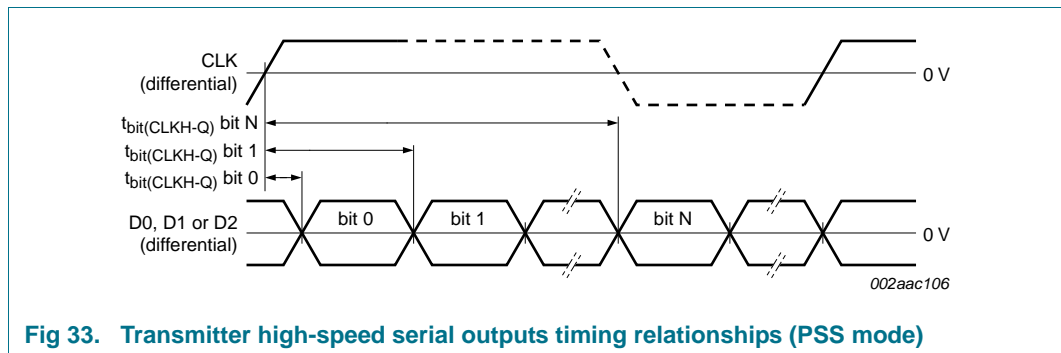 CLK
(differential)
0 V
tbit(CLKH-Q) bit N
tbit(CLKH-Q) bit 1
tbit(CLKH-Q) bit 0
D0, D1 or D2
(differential)
bit 0
bit 1
bit N
0 V
002aac106
Fig 33. Transmitter high-speed serial outputs timing relationships (PSS mode)